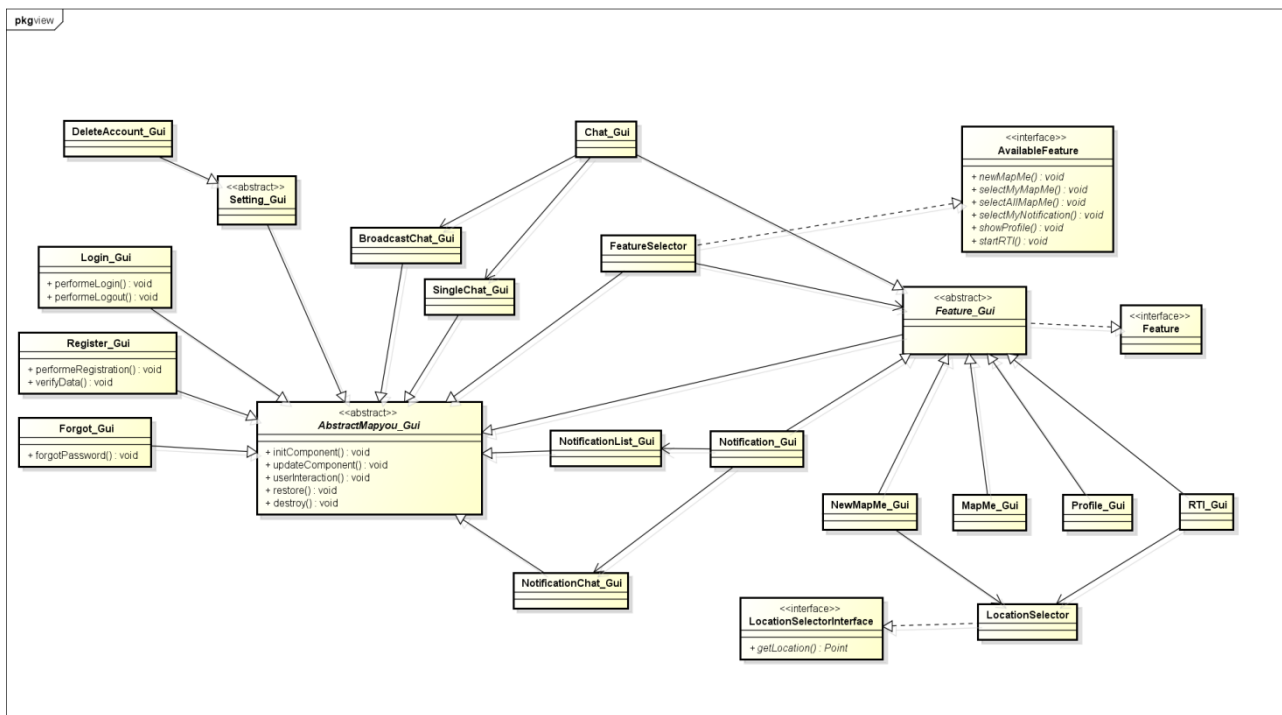 pkg view
DeleteAccount_Gui
Chat_Gui
<<interface>>
AvailableFeature
+ newMapMe() : void
+ selectMyMapMe() : void
+ selectAllMapMe() : void
+ selectMyNotification() : void
+ showProfile() : void
+ startRTI() : void
<<abstract>>
Setting_Gui
BroadcastChat_Gui
FeatureSelector
Login_Gui
+ performeLogin() : void
+ performeLogout() : void
SingleChat_Gui
<<abstract>>
Feature_Gui
<<interface>>
Feature
Register_Gui
+ performeRegistration() : void
+ verifyData() : void
<<abstract>>
AbstractMapyou_Gui
+ initComponent() : void
+ updateComponent() : void
+ userInteraction() : void
+ restore() : void
+ destroy() : void
Forgot_Gui
+ forgotPassword() : void
NotificationList_Gui
Notification_Gui
NewMapMe_Gui
MapMe_Gui
Profile_Gui
RTI_Gui
NotificationChat_Gui
<<interface>>
LocationSelectorInterface
+ getLocation() : Point
LocationSelector